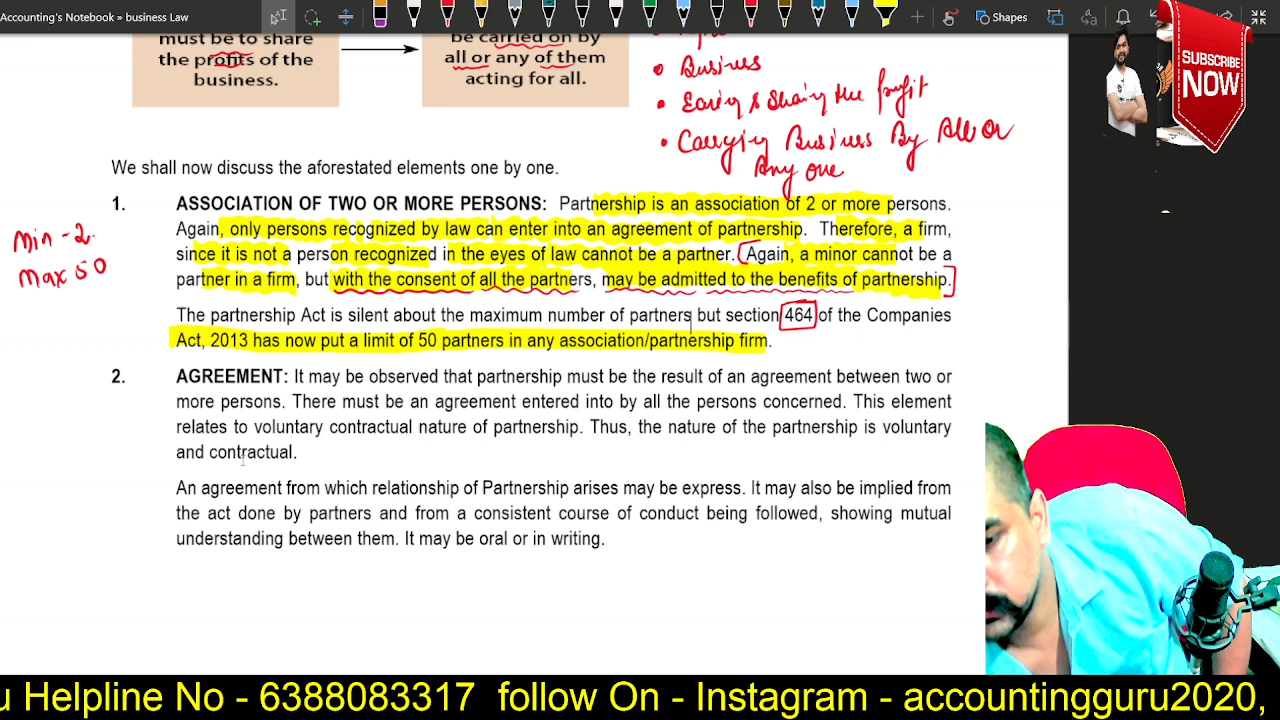 Accounting's Notebook » business Law
Shapes
SUBSCRIBE
NOW
must be to share
the profits of the
business.
be carried on by
all or any of them
acting for all.
• Business
• Earing & Sharing the profit
• Carrying Business By All or
Any one
We shall now discuss the aforestated elements one by one.
1. ASSOCIATION OF TWO OR MORE PERSONS: Partnership is an association of 2 or more persons.
Again, only persons recognized by law can enter into an agreement of partnership. Therefore, a firm,
since it is not a person recognized in the eyes of law cannot be a partner. Again, a minor cannot be a
partner in a firm, but with the consent of all the partners, may be admitted to the benefits of partnership.
Min - 2.
Max 50
The partnership Act is silent about the maximum number of partners but section 464 of the Companies
Act, 2013 has now put a limit of 50 partners in any association/partnership firm.
2. AGREEMENT: It may be observed that partnership must be the result of an agreement between two or
more persons. There must be an agreement entered into by all the persons concerned. This element
relates to voluntary contractual nature of partnership. Thus, the nature of the partnership is voluntary
and contractual.
An agreement from which relationship of Partnership arises may be express. It may also be implied from
the act done by partners and from a consistent course of conduct being followed, showing mutual
understanding between them. It may be oral or in writing.
u Helpline No - 6388083317 follow On - Instagram - accountingguru2020,